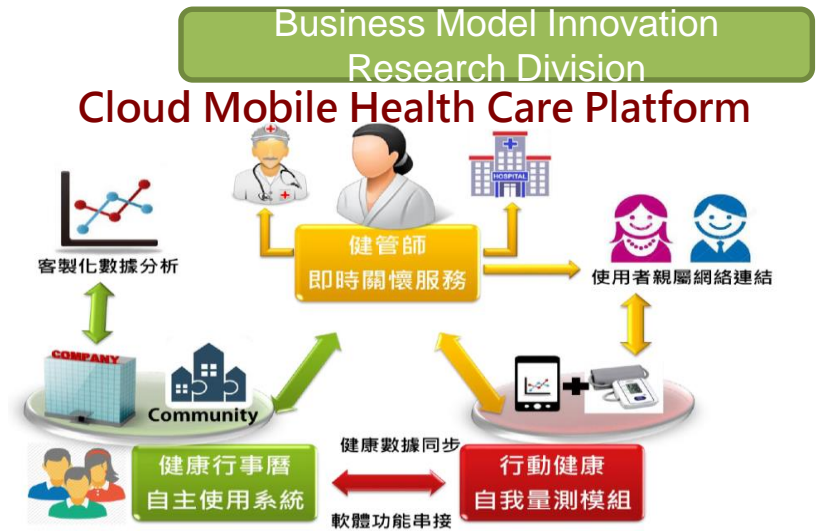 Business Model Innovation
Research Division
Cloud Mobile Health Care Platform
HOSPITAL
健管師
即時關懷服務
客製化數據分析
使用者親屬網絡連結
COMPANY
Community
健康數據同步
健康行事曆
自主使用系統
行動健康
自我量測模組
軟體功能串接